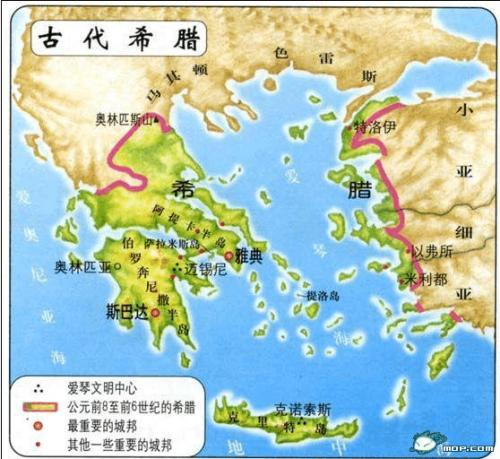 古代希腊
马其顿
色雷斯
奥林匹斯山
特洛伊
小亚细亚
希腊
爱琴海
阿提卡半岛
萨拉米斯岛
雅典
伯罗奔尼撒半岛
奥林匹亚
迈锡尼
斯巴达
以弗所
米利都
提洛岛
爱奥尼亚海
克诺索斯
克里特岛
地中
爱琴文明中心
公元前8至前6世纪的希腊
最重要的城邦
其他一些重要的城邦
mop.com